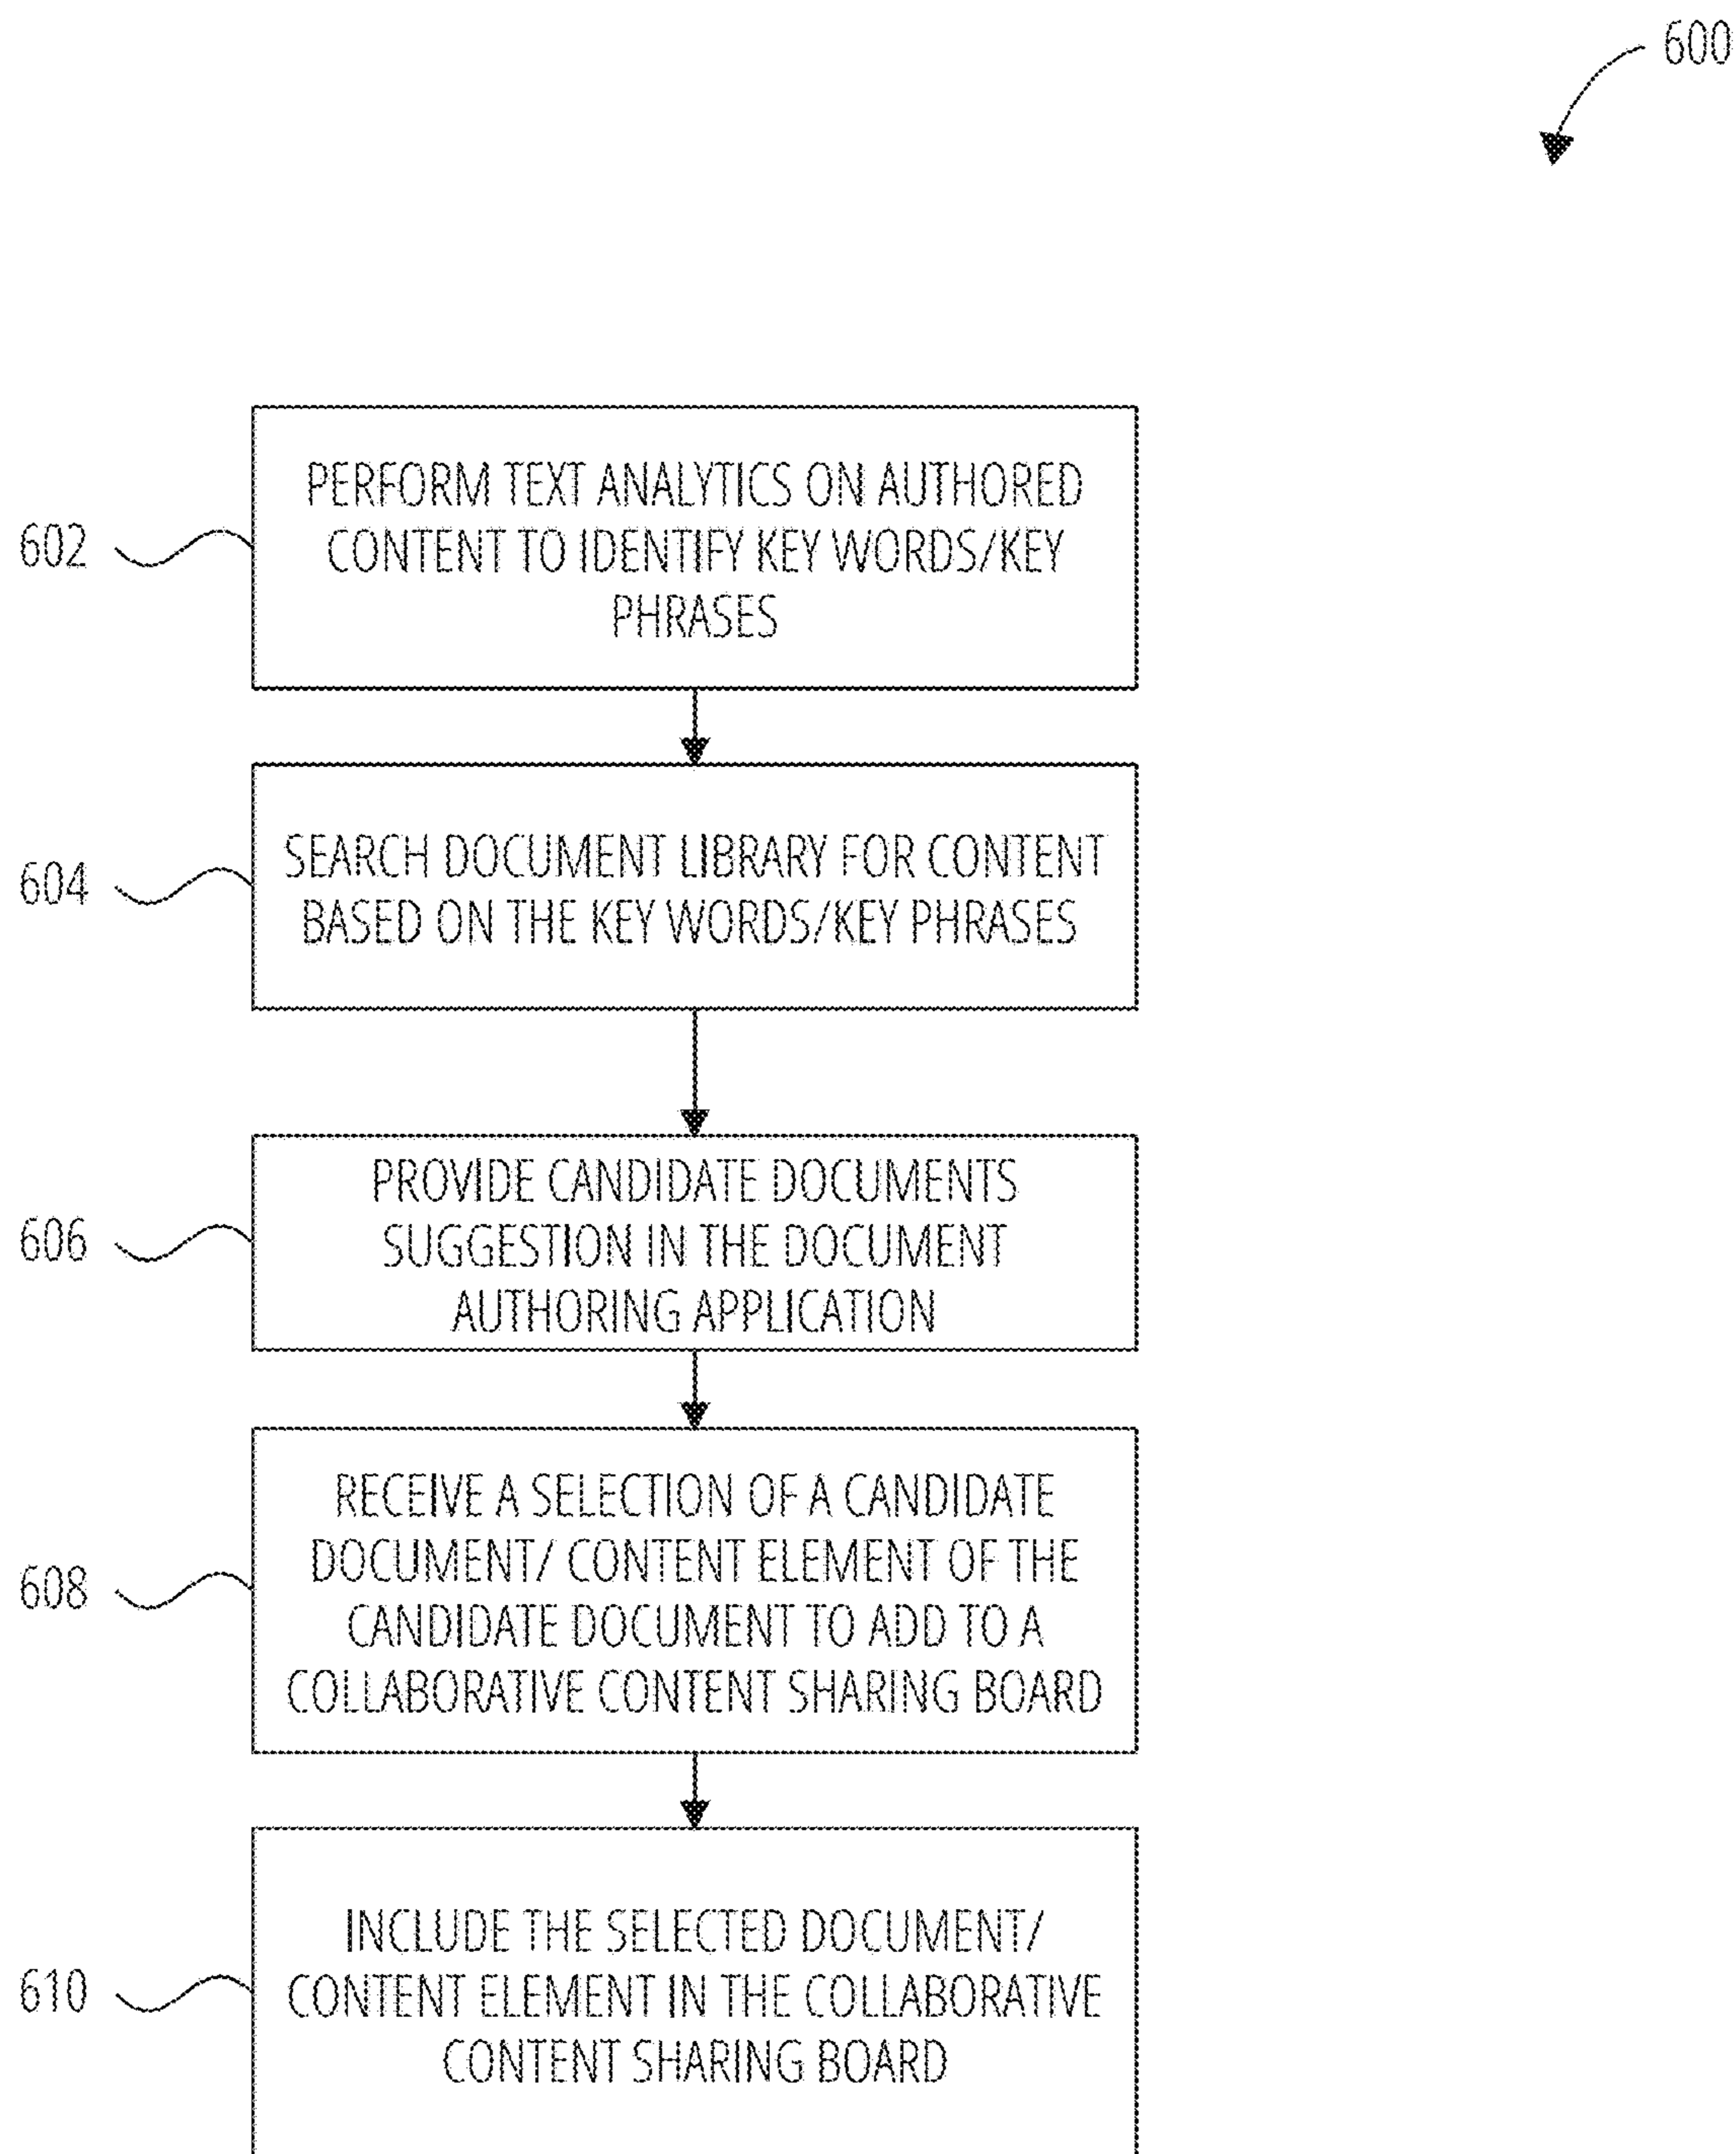 600
602
PERFORM TEXT ANALYTICS ON AUTHORED
CONTENT TO IDENTIFY KEY WORDS/KEY
PHRASES
604
SEARCH DOCUMENT LIBRARY FOR CONTENT
BASED ON THE KEY WORDS/KEY PHRASES
606
PROVIDE CANDIDATE DOCUMENTS
SUGGESTION IN THE DOCUMENT
AUTHORING APPLICATION
608
RECEIVE A SELECTION OF A CANDIDATE
DOCUMENT/ CONTENT ELEMENT OF THE
CANDIDATE DOCUMENT TO ADD TO A
COLLABORATIVE CONTENT SHARING BOARD
610
INCLUDE THE SELECTED DOCUMENT/
CONTENT ELEMENT IN THE COLLABORATIVE
CONTENT SHARING BOARD